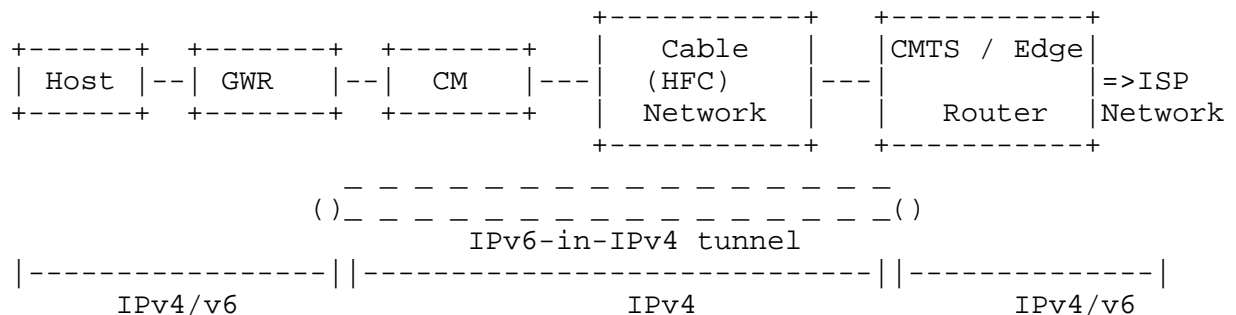 +-----------+   +-----------+
+------+  +-------+  +-------+   |   Cable   |   |CMTS / Edge|
| Host |--| GWR   |--|  CM   |---|  (HFC)    |---|           |=>ISP
+------+  +-------+  +-------+   |  Network  |   |   Router  |Network
+-----------+   +-----------+
_ _ _ _ _ _ _ _ _ _ _ _ _ _ _ _
()_ _ _ _ _ _ _ _ _ _ _ _ _ _ _ _()
IPv6-in-IPv4 tunnel
|-----------------||-----------------------------||--------------|
IPv4/v6                         IPv4                    IPv4/v6